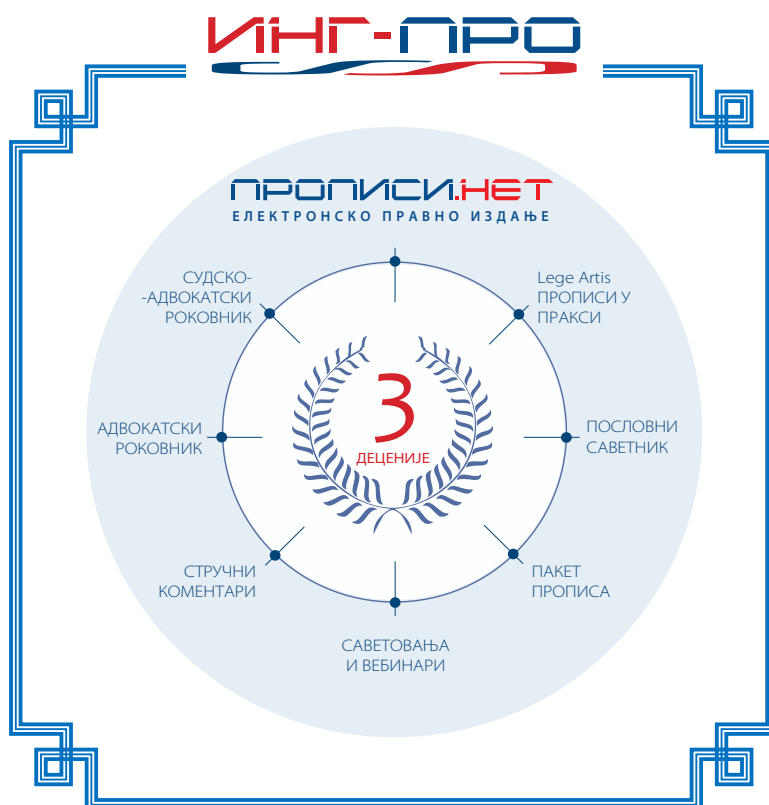 ИНГ-ПРО
ПРОПИСИ.НЕТ
ЕЛЕКТРОНСКО ПРАВНО ИЗДАЊЕ
СУДСКО-
-АДВОКАТСКИ
РОКОВНИК
Lege Artis
ПРОПИСИ У
ПРАКСИ
3
ДЕЦЕНИЈЕ
АДВОКАТСКИ
РОКОВНИК
ПОСЛОВНИ
САВЕТНИК
СТРУЧНИ
КОМЕНТАРИ
ПАКЕТ
ПРОПИСА
САВЕТОВАЊА
И ВЕБИНАРИ